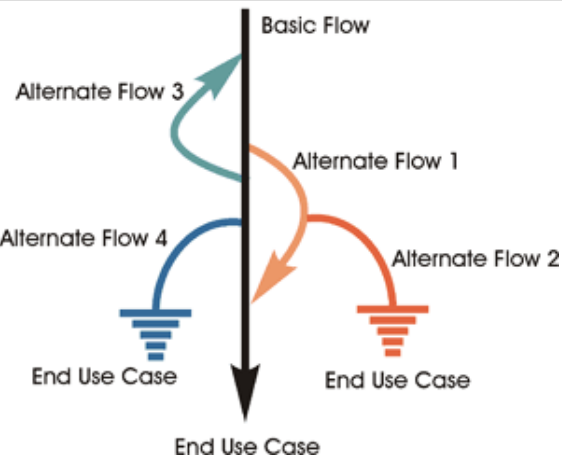 Basic Flow
Alternate Flow 3
Alternate Flow 1
Alternate Flow 4
Alternate Flow 2
End Use Case
End Use Case
End Use Case